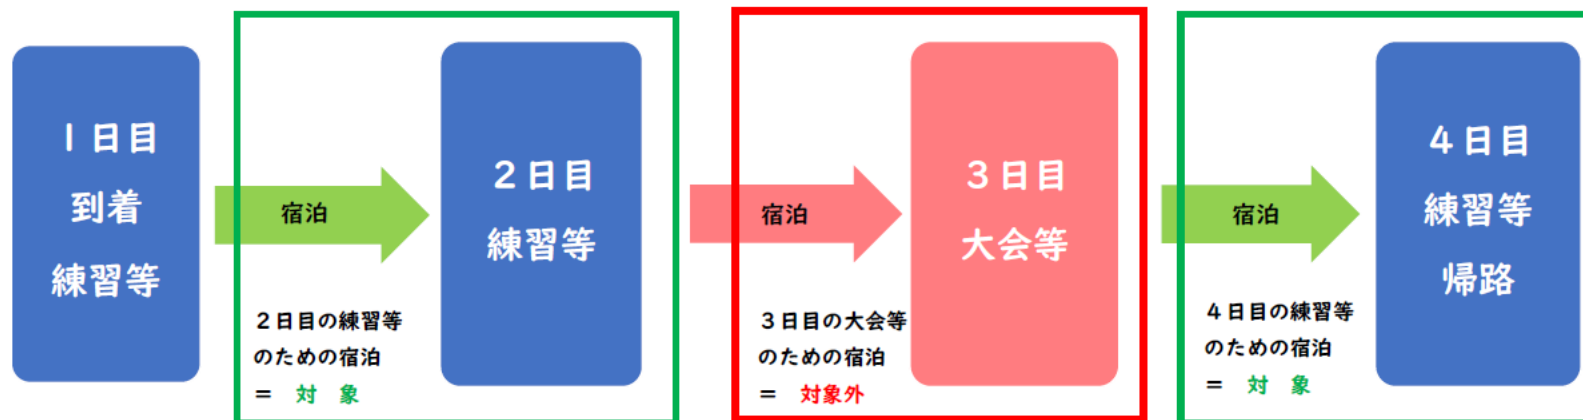 1日目
到着
練習等
宿泊
2日目の練習等
のための宿泊
= 対 象
2日目
練習等
宿泊
3日目の大会等
のための宿泊
= 対象外
3日目
大会等
宿泊
4日目の練習等
のための宿泊
= 対 象
4日目
練習等
帰路